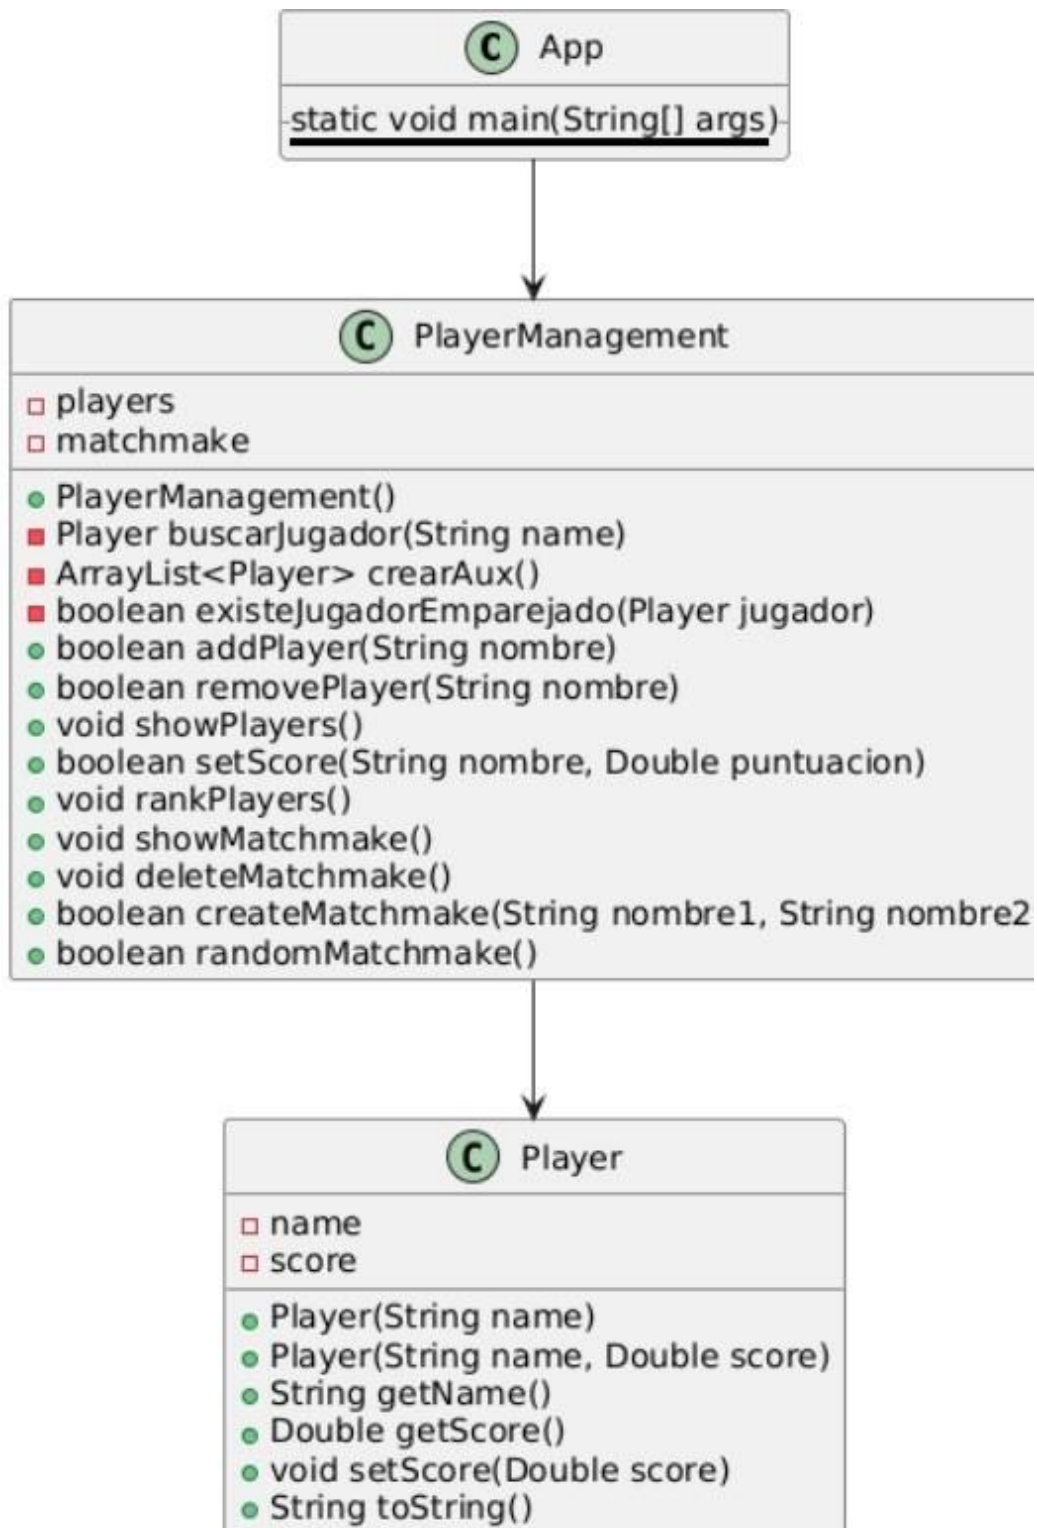 C App
static void main(String[] args)
C PlayerManagement
players
matchmake
PlayerManagement()
Player buscarJugador(String name)
ArrayList<Player> crearAux()
boolean existeJugadorEmparejado(Player jugador)
boolean addPlayer(String nombre)
boolean removePlayer(String nombre)
void showPlayers()
boolean setScore(String nombre, Double puntuacion)
void rankPlayers()
void showMatchmake()
void deleteMatchmake()
boolean createMatchmake(String nombre1, String nombre2
boolean randomMatchmake()
C Player
name
score
Player(String name)
Player(String name, Double score)
String getName()
Double getScore()
void setScore(Double score)
String toString()